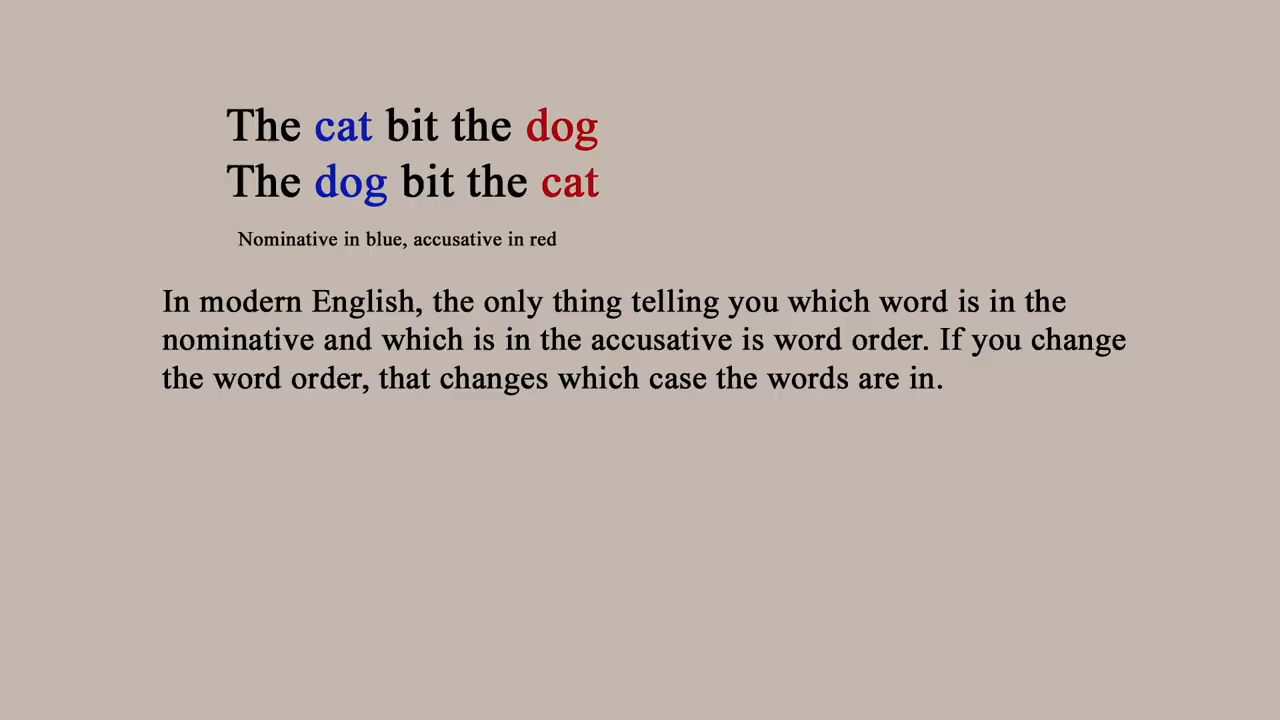 The cat bit the dog
The dog bit the cat
Nominative in blue, accusative in red
In modern English, the only thing telling you which word is in the
nominative and which is in the accusative is word order. If you change
the word order, that changes which case the words are in.